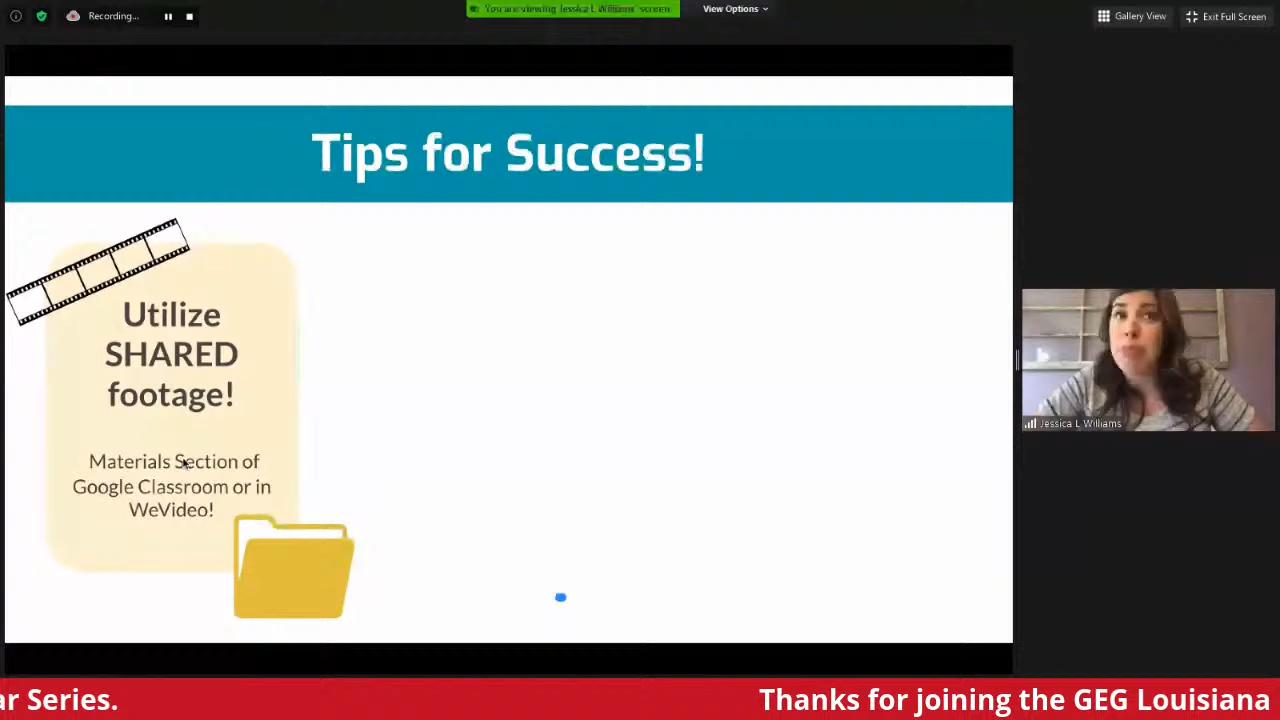 Recording...
You are viewing Jessica L Williams' screen
View Options
Gallery View
Exit Full Screen
Tips for Success!
Utilize
SHARED
footage!
Materials Section of
Google Classroom or in
WeVideo!
Jessica L Williams
ar Series.
Thanks for joining the GEG Louisiana